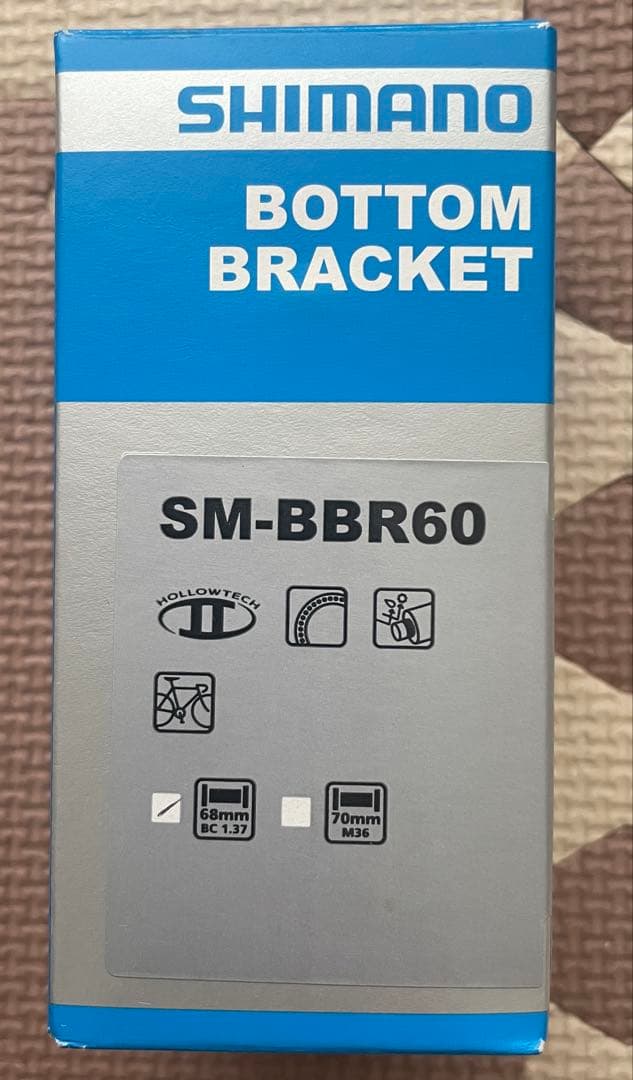 SHIMANO
BOTTOM
BRACKET
SM-BBR60
HOLLOWTECH
II
68mm
BC 1.37
70mm
M36